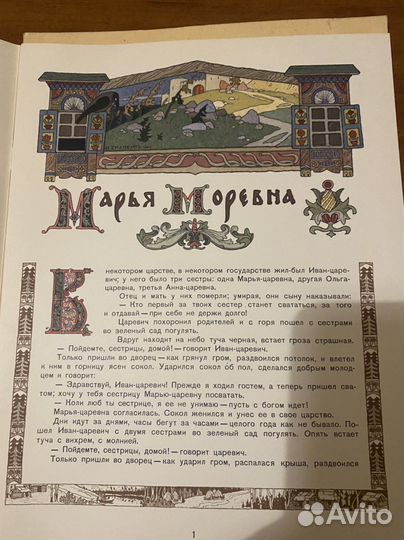 Марья Моревна
В некотором царстве, в некотором государстве жил-был Иван-царе-
вич; у него было три сестры: одна Марья-царевна, другая Ольга-
царевна, третья Анна-царевна.
Отец и мать у них померли; умирая, они сыну наказывали:
— Кто первый за твоих сестер станет свататься, за того
и отдавай — при себе не держи долго!
Царевич похоронил родителей и с горя пошел с сестрами
во зеленый сад погулять.
Вдруг находит на небо туча черная, встает гроза страшная.
— Пойдемте, сестрицы, домой! — говорит Иван-царевич.
Только пришли во дворец — как грянул гром, раздвоился потолок, и влетел
к ним в горницу ясен сокол. Ударился сокол об пол, сделался добрым молод-
цем и говорит:
— Здравствуй, Иван-царевич! Прежде я ходил гостем, а теперь пришел сва-
том; хочу у тебя сестрицу Марью-царевну посватать.
— Коли люб ты сестрице, я ее не унимаю — пусть с богом идет!
Марья-царевна согласилась. Сокол женился и унес ее в свое царство.
Дни идут за днями, часы бегут за часами — целого года как не бывало. По-
шел Иван-царевич с двумя сестрами во зеленый сад погулять. Опять встает
туча с вихрем, с молнией.
— Пойдемте, сестрицы, домой! — говорит царевич.
Только пришли во дворец — как ударил гром, распалася крыша, раздвоился
1
Avito